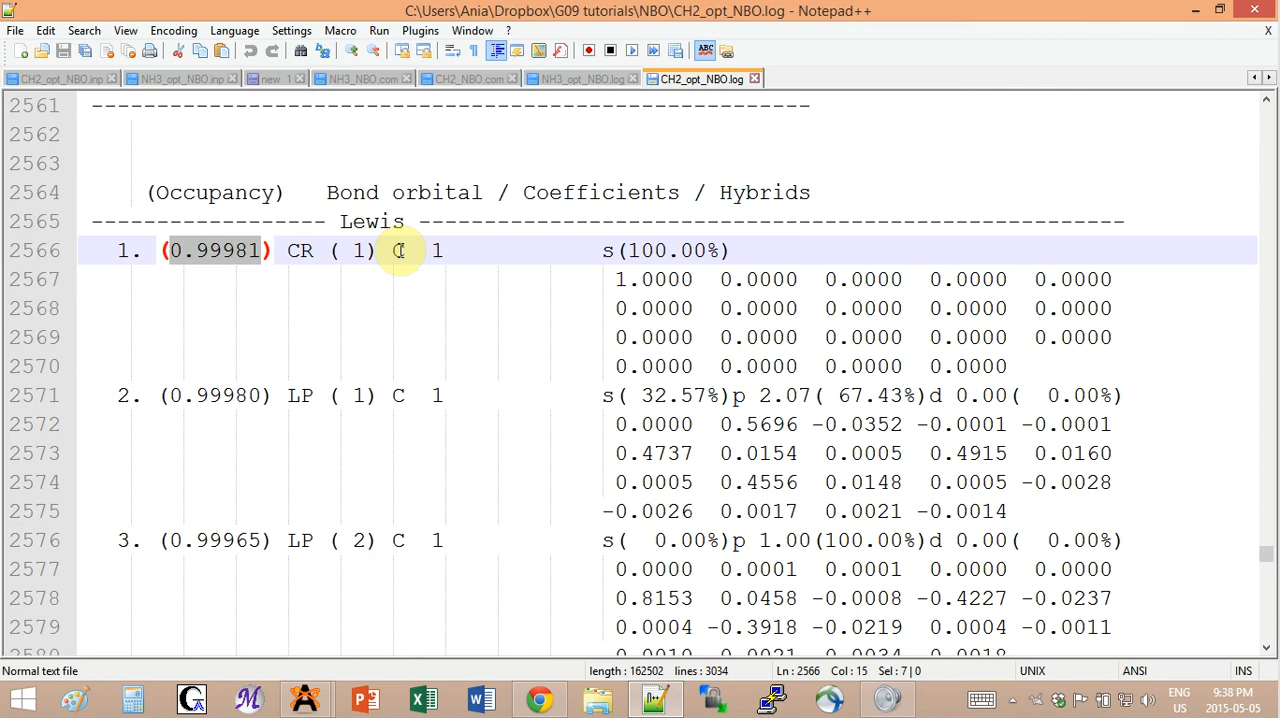 C:\Users\Ania\Dropbox\G09 tutorials\NBO\CH2_opt_NBO.log - Notepad++
File Edit Search View Encoding Language Settings Macro Run Plugins Window ? X
CH2_opt_NBO.inp NH3_opt_NBO.inp new 1 NH3_NBO.com CH2_NBO.com NH3_opt_NBO.log CH2_opt_NBO.log
2561 -------------------------------------------------------
2562
2563
2564 (Occupancy) Bond orbital / Coefficients / Hybrids
2565 ------------------ Lewis ------------------------------------------------------
2566 1. (0.99981) CR ( 1) C 1 s(100.00%)
2567 1.0000 0.0000 0.0000 0.0000 0.0000
2568 0.0000 0.0000 0.0000 0.0000 0.0000
2569 0.0000 0.0000 0.0000 0.0000 0.0000
2570 0.0000 0.0000 0.0000 0.0000
2571 2. (0.99980) LP ( 1) C 1 s( 32.57%)p 2.07( 67.43%)d 0.00( 0.00%)
2572 0.0000 0.5696 -0.0352 -0.0001 -0.0001
2573 0.4737 0.0154 0.0005 0.4915 0.0160
2574 0.0005 0.4556 0.0148 0.0005 -0.0028
2575 -0.0026 0.0017 0.0021 -0.0014
2576 3. (0.99965) LP ( 2) C 1 s( 0.00%)p 1.00(100.00%)d 0.00( 0.00%)
2577 0.0000 0.0001 0.0001 0.0000 0.0000
2578 0.8153 0.0458 -0.0008 -0.4227 -0.0237
2579 0.0004 -0.3918 -0.0219 0.0004 -0.0011
2580 0.0010 0.0021 0.0034 0.0018
Normal text file length : 162502 lines : 3034 Ln : 2566 Col : 15 Sel : 7 | 0 UNIX ANSI INS
ENG 9:38 PM
US 2015-05-05